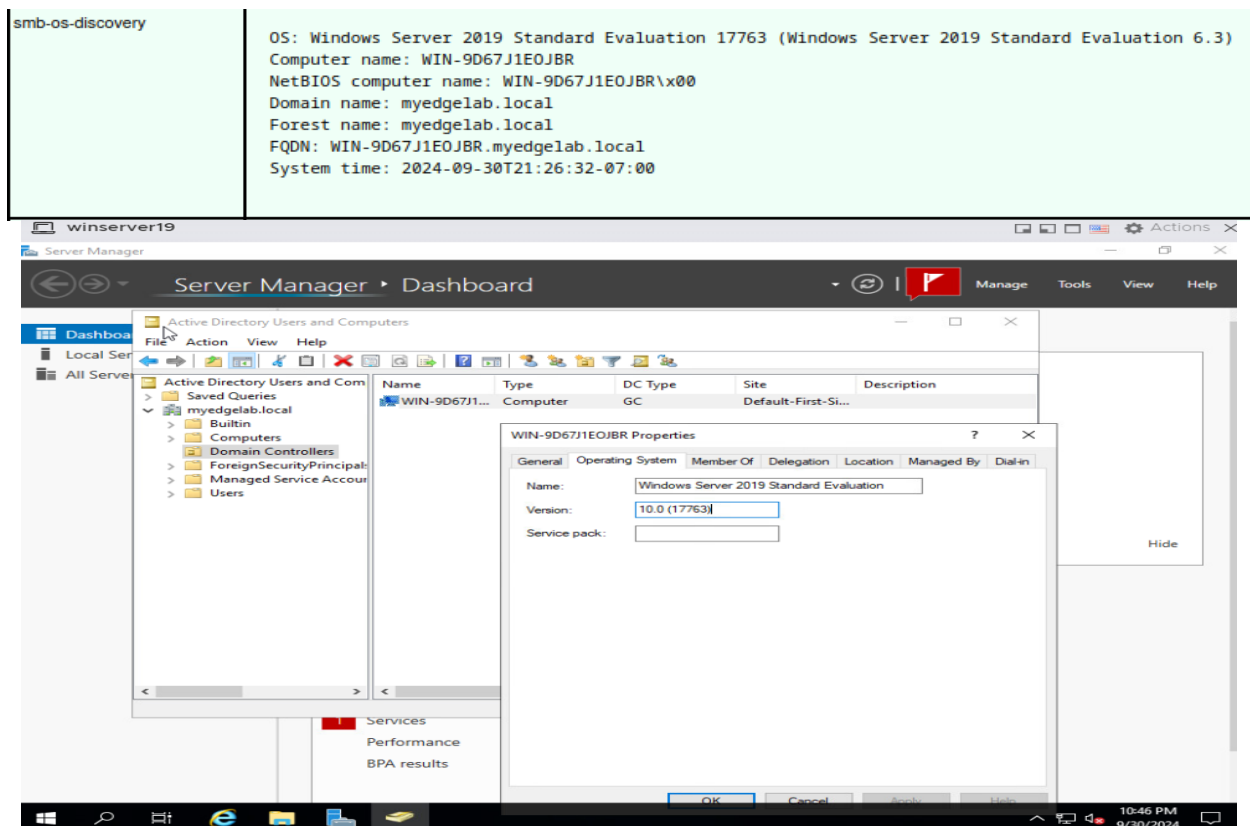 smb-os-discovery
OS: Windows Server 2019 Standard Evaluation 17763 (Windows Server 2019 Standard Evaluation 6.3)
Computer name: WIN-9D67J1EOJBR
NetBIOS computer name: WIN-9D67J1EOJBR\x00
Domain name: myedgelab.local
Forest name: myedgelab.local
FQDN: WIN-9D67J1EOJBR.myedgelab.local
System time: 2024-09-30T21:26:32-07:00
winserver19 Actions
Server Manager
Server Manager Dashboard Manage Tools View Help
Active Directory Users and Computers
Dashboa
File Action View Help
Local Ser
All Server
Active Directory Users and Com Name Type DC Type Site Description
Saved Queries
WIN-9D67J1... Computer GC Default-First-Si...
myedgelab.local
Builtin
Computers
Domain Controllers
ForeignSecurityPrincipals
Managed Service Accour
Users
WIN-9D67J1EOJBR Properties ?
General Operating System Member Of Delegation Location Managed By Dial-in
Name: Windows Server 2019 Standard Evaluation
Version: 10.0 (17763)
Service pack:
Hide
1 Services
Performance
BPA results
OK Cancel Apply Help
10:46 PM
9/30/2024